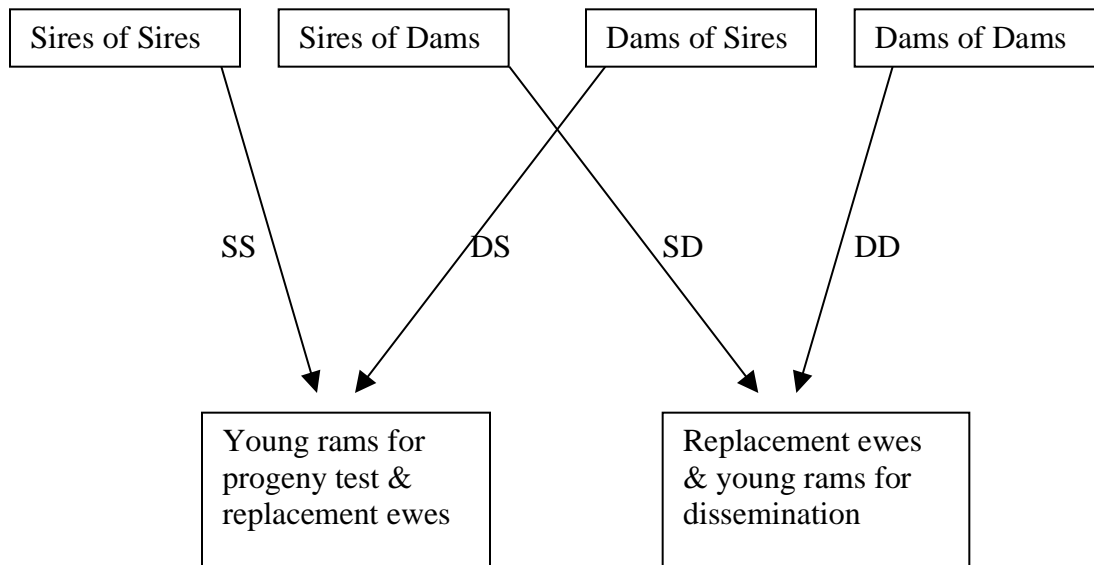 Sires of Sires
Sires of Dams
Dams of Sires
Dams of Dams
SS
DS
SD
DD
Young rams for
progeny test &
replacement ewes
Replacement ewes
& young rams for
dissemination